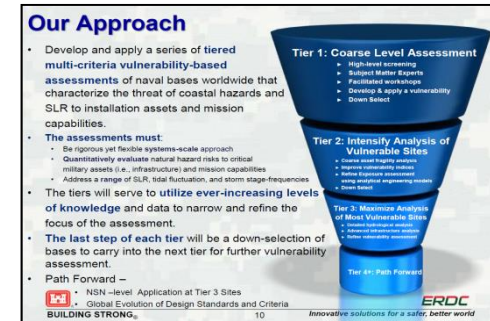 Our Approach
• Develop and apply a series of tiered
multi-criteria vulnerability-based
assessments of naval bases worldwide that
characterize the threat of coastal hazards and
SLR to installation assets and mission
capabilities.
• The assessments must:
• Be rigorous yet flexible systems-scale approach
• Quantitatively evaluate natural hazard risks to critical
military assets (i.e., infrastructure) and mission capabilities
• Address a range of SLR, tidal fluctuation, and storm stage-frequencies
• The tiers will serve to utilize ever-increasing levels
of knowledge and data to narrow and refine the
focus of the assessment.
• The last step of each tier will be a down-selection of
bases to carry into the next tier for further vulnerability
assessment.
• Path Forward –
• NSN –level Application at Tier 3 Sites
• Global Evolution of Design Standards and Criteria
Tier 1: Coarse Level Assessment
► High-level screening
► Subject Matter Experts
► Facilitated workshops
► Develop & apply a vulnerability
► Down Select
Tier 2: Intensify Analysis of
Vulnerable Sites
► Coarse asset fragility analysis
► Improve vulnerability indices
► Refine Exposure assessment
using analytical engineering models
► Down Select
Tier 3: Maximize Analysis
of Most Vulnerable Sites
► Detailed hydrological analysis
► Advanced infrastructure analysis
► Refine vulnerability assessment
Tier 4+: Path Forward
ERDC
BUILDING STRONG®
10
Innovative solutions for a safer, better world